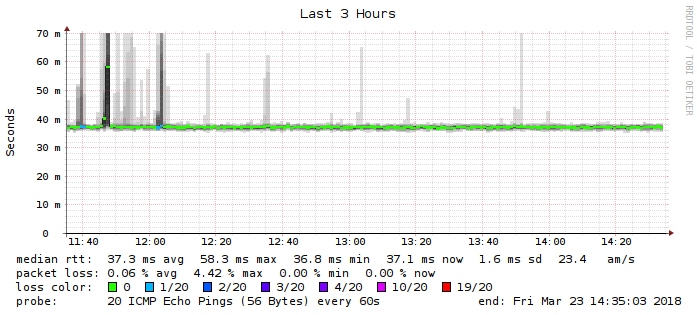 Last 3 Hours
RRDTOOL / TOBI OETIKER
Seconds
70 m
60 m
50 m
40 m
30 m
20 m
10 m
0
11:40 12:00 12:20 12:40 13:00 13:20 13:40 14:00 14:20
median rtt: 37.3 ms avg 58.3 ms max 36.8 ms min 37.1 ms now 1.6 ms sd 23.4 am/s
packet loss: 0.06 % avg 4.42 % max 0.00 % min 0.00 % now
loss color: 0 1/20 2/20 3/20 4/20 10/20 19/20
probe: 20 ICMP Echo Pings (56 Bytes) every 60s end: Fri Mar 23 14:35:03 2018